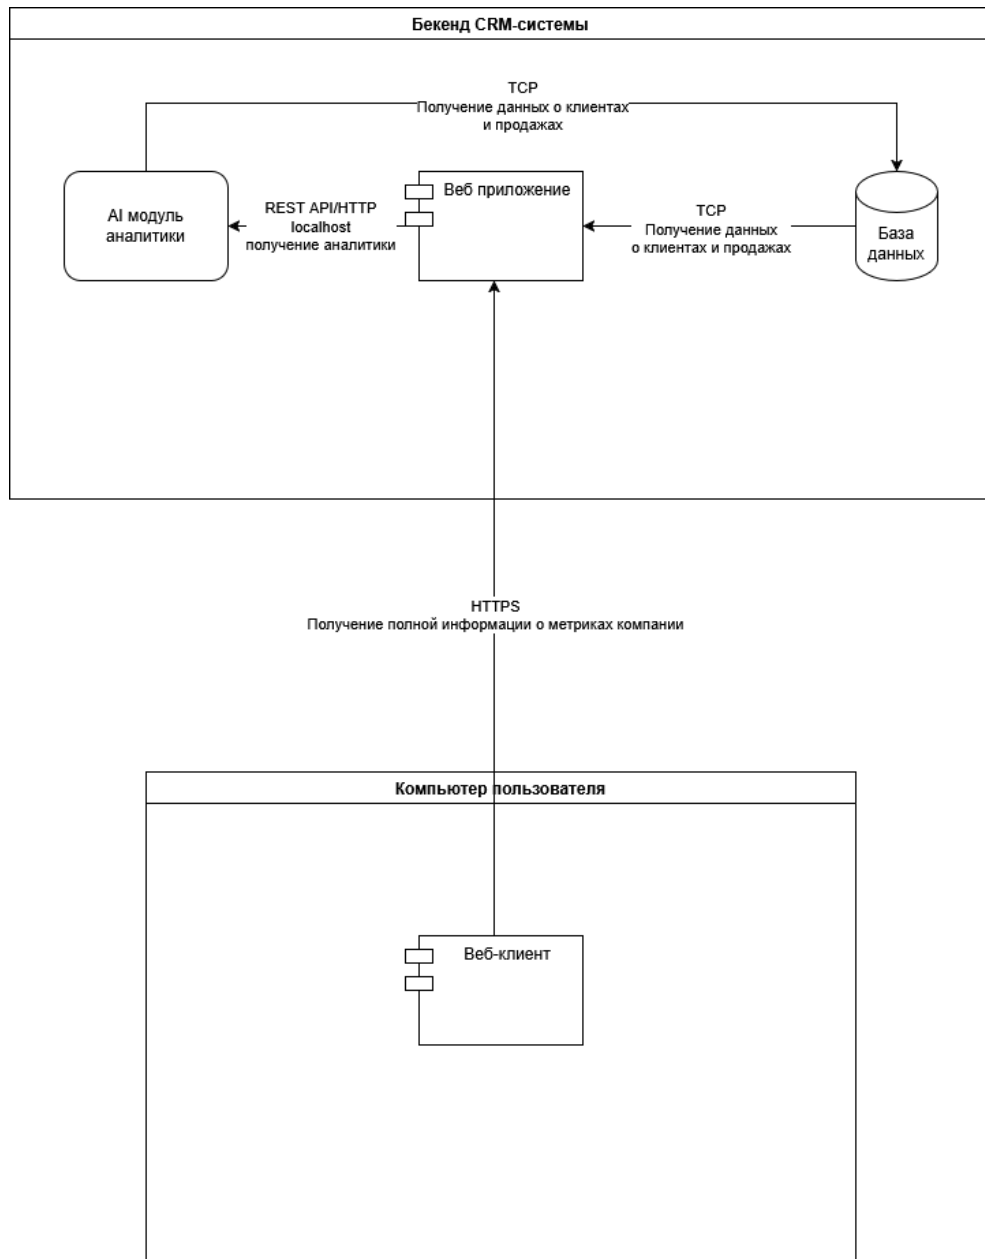 Бекенд CRM-системы
TCP
Получение данных о клиентах
и продажах
AI модуль
аналитики
REST API/HTTP
localhost
получение аналитики
Веб приложение
TCP
Получение данных
о клиентах и продажах
База
данных
HTTPS
Получение полной информации о метриках компании
Компьютер пользователя
Веб-клиент